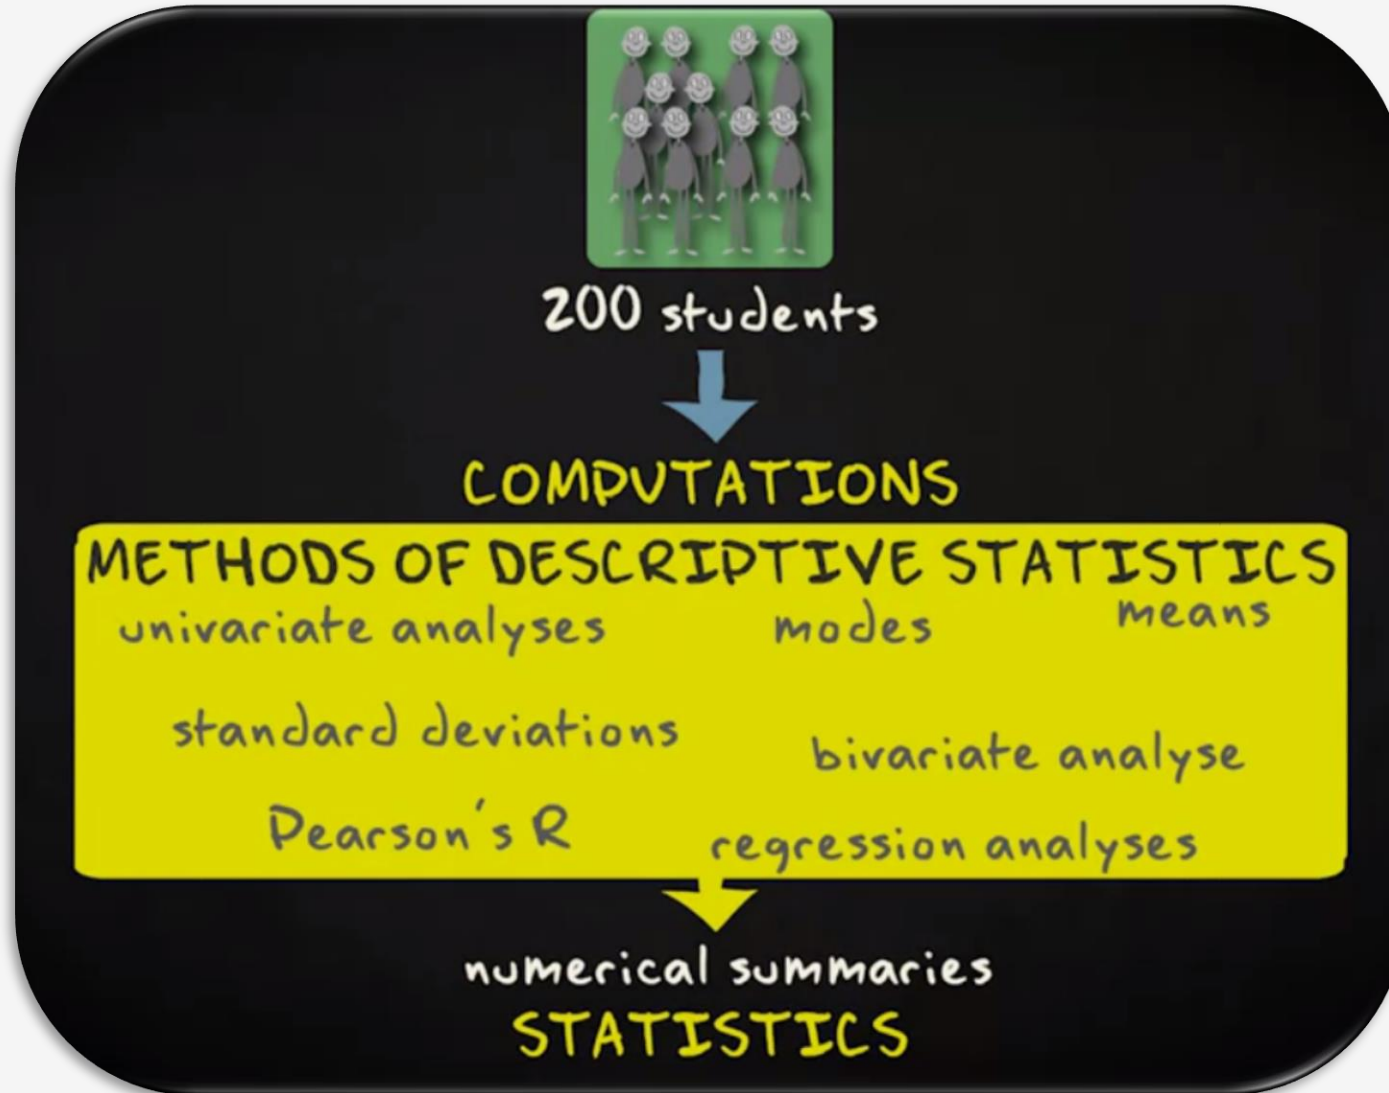 200 students
COMPUTATIONS
METHODS OF DESCRIPTIVE STATISTICS
univariate analyses modes means
standard deviations bivariate analyse
Pearson's R regression analyses
numerical summaries
STATISTICS